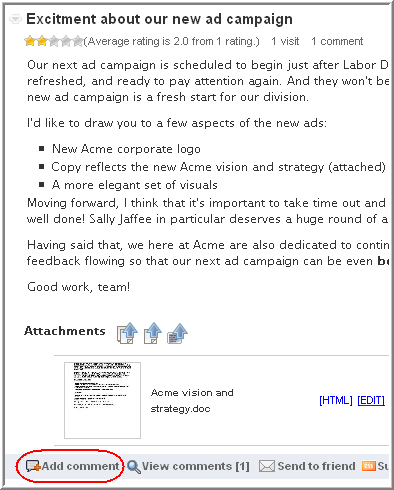 Excitment about our new ad campaign
(Average rating is 2.0 from 1 rating.) 1 visit 1 comment
Our next ad campaign is scheduled to begin just after Labor D
refreshed, and ready to pay attention again. And they won't be
new ad campaign is a fresh start for our division.
I'd like to draw you to a few aspects of the new ads:
New Acme corporate logo
Copy reflects the new Acme vision and strategy (attached)
A more elegant set of visuals
Moving forward, I think that it's important to take time out and
well done! Sally Jaffee in particular deserves a huge round of a
Having said that, we here at Acme are also dedicated to contin
feedback flowing so that our next ad campaign can be even be
Good work, team!
Attachments
Acme vision and
strategy.doc
[HTML] [EDIT]
Add comment View comments [1] Send to friend Su